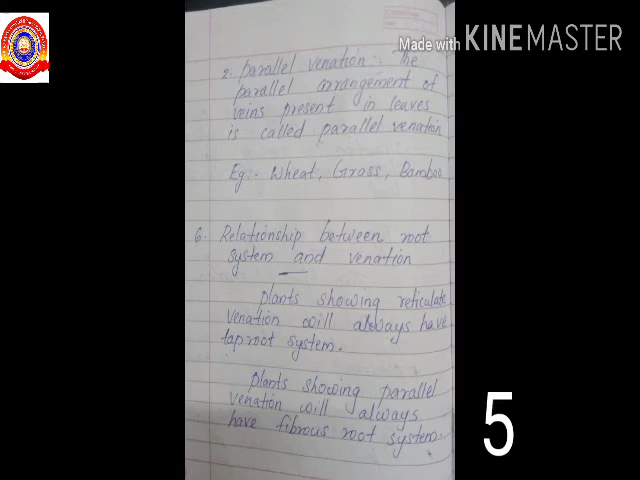 Made with KINEMASTER
2. Parallel venation :- The
parallel arrangement of
veins present in leaves
is called parallel venation
Eg:- Wheat, Grass, Bamboo
6. Relationship between root
system and venation
Plants showing reticulate
venation will always have
taproot system.
Plants showing parallel
venation will always
have fibrous root system.
5